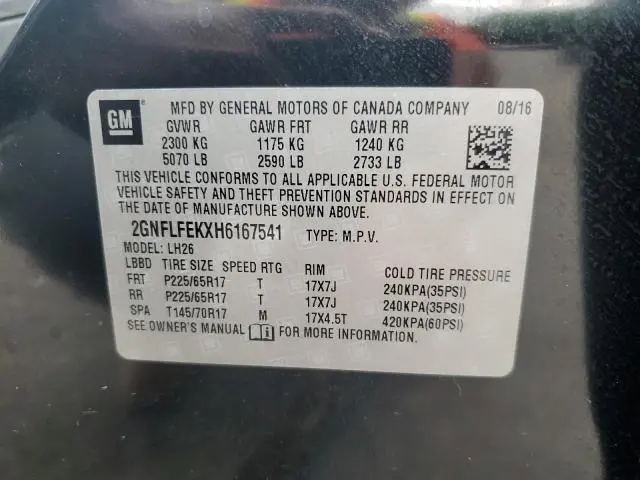 GM
MFD BY GENERAL MOTORS OF CANADA COMPANY 08/16
GVWR GAWR FRT GAWR RR
2300 KG 1175 KG 1240 KG
5070 LB 2590 LB 2733 LB
THIS VEHICLE CONFORMS TO ALL APPLICABLE U.S. FEDERAL MOTOR
VEHICLE SAFETY AND THEFT PREVENTION STANDARDS IN EFFECT ON
THE DATE OF MANUFACTURE SHOWN ABOVE.
2GNFLFEKXH6167541 TYPE: M.P.V.
MODEL: LH26
LBBD TIRE SIZE SPEED RTG RIM COLD TIRE PRESSURE
FRT P225/65R17 T 17X7J 240KPA(35PSI)
RR P225/65R17 T 17X7J 240KPA(35PSI)
SPA T145/70R17 M 17X4.5T 420KPA(60PSI)
SEE OWNER'S MANUAL FOR MORE INFORMATION.